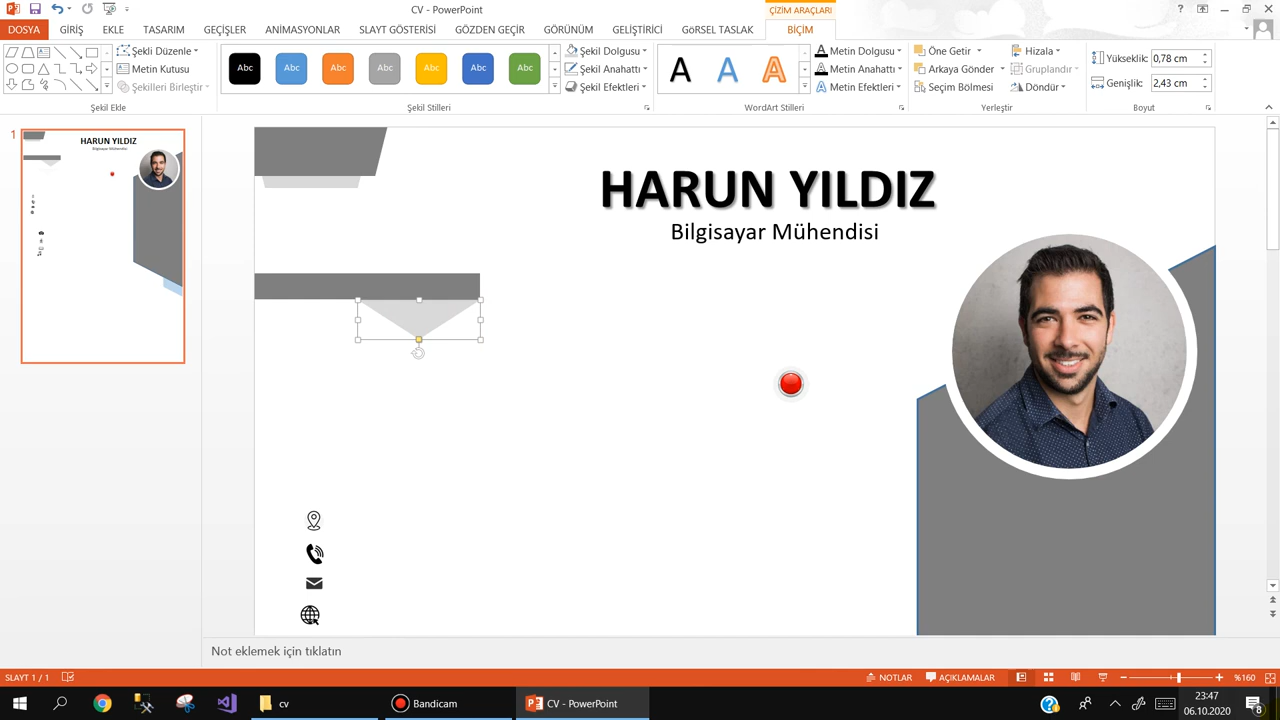 CV - PowerPoint
ÇİZİM ARAÇLARI
DOSYA GİRİŞ EKLE TASARIM GEÇİŞLER ANİMASYONLAR SLAYT GÖSTERİSİ GÖZDEN GEÇİR GÖRÜNÜM GELİŞTİRİCİ GöRSEL TASLAK BİÇİM
Şekli Düzenle
Metin Kutusu
Şekilleri Birleştir
Şekil Ekle
Abc Abc Abc Abc Abc Abc Abc
Şekil Dolgusu
Şekil Anahattı
Şekil Efektleri
Şekil Stilleri
A A A
Metin Dolgusu
Metin Anahattı
Metin Efektleri
WordArt Stilleri
Öne Getir
Arkaya Gönder
Seçim Bölmesi
Hizala
Gruplandır
Döndür
Yerleştir
Yükseklik: 0,78 cm
Genişlik: 2,43 cm
Boyut
1
HARUN YILDIZ
Bilgisayar Mühendisi
HARUN YILDIZ
Bilgisayar Mühendisi
Not eklemek için tıklatın
SLAYT 1 / 1
NOTLAR
AÇIKLAMALAR
%160
cv
Bandicam
CV - PowerPoint
23:47
06.10.2020
8